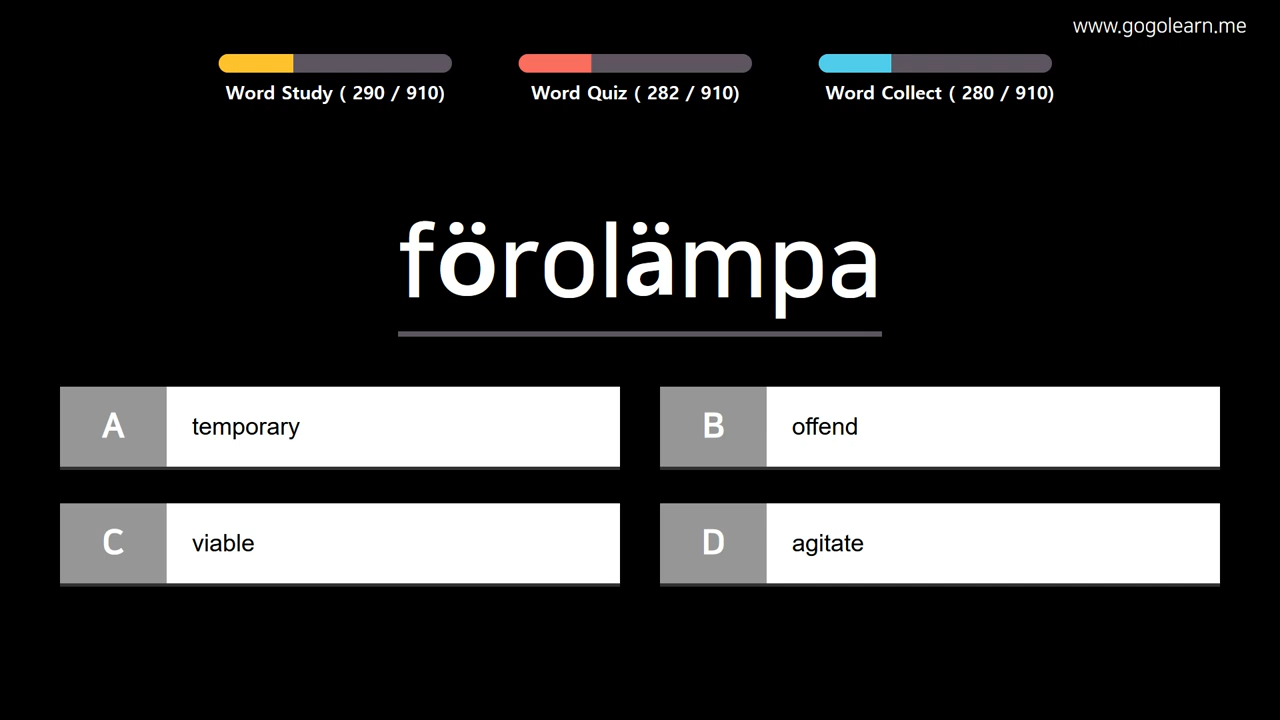 www.gogolearn.me
Word Study ( 290 / 910)
Word Quiz ( 282 / 910)
Word Collect ( 280 / 910)
förolämpa
A temporary
B offend
C viable
D agitate